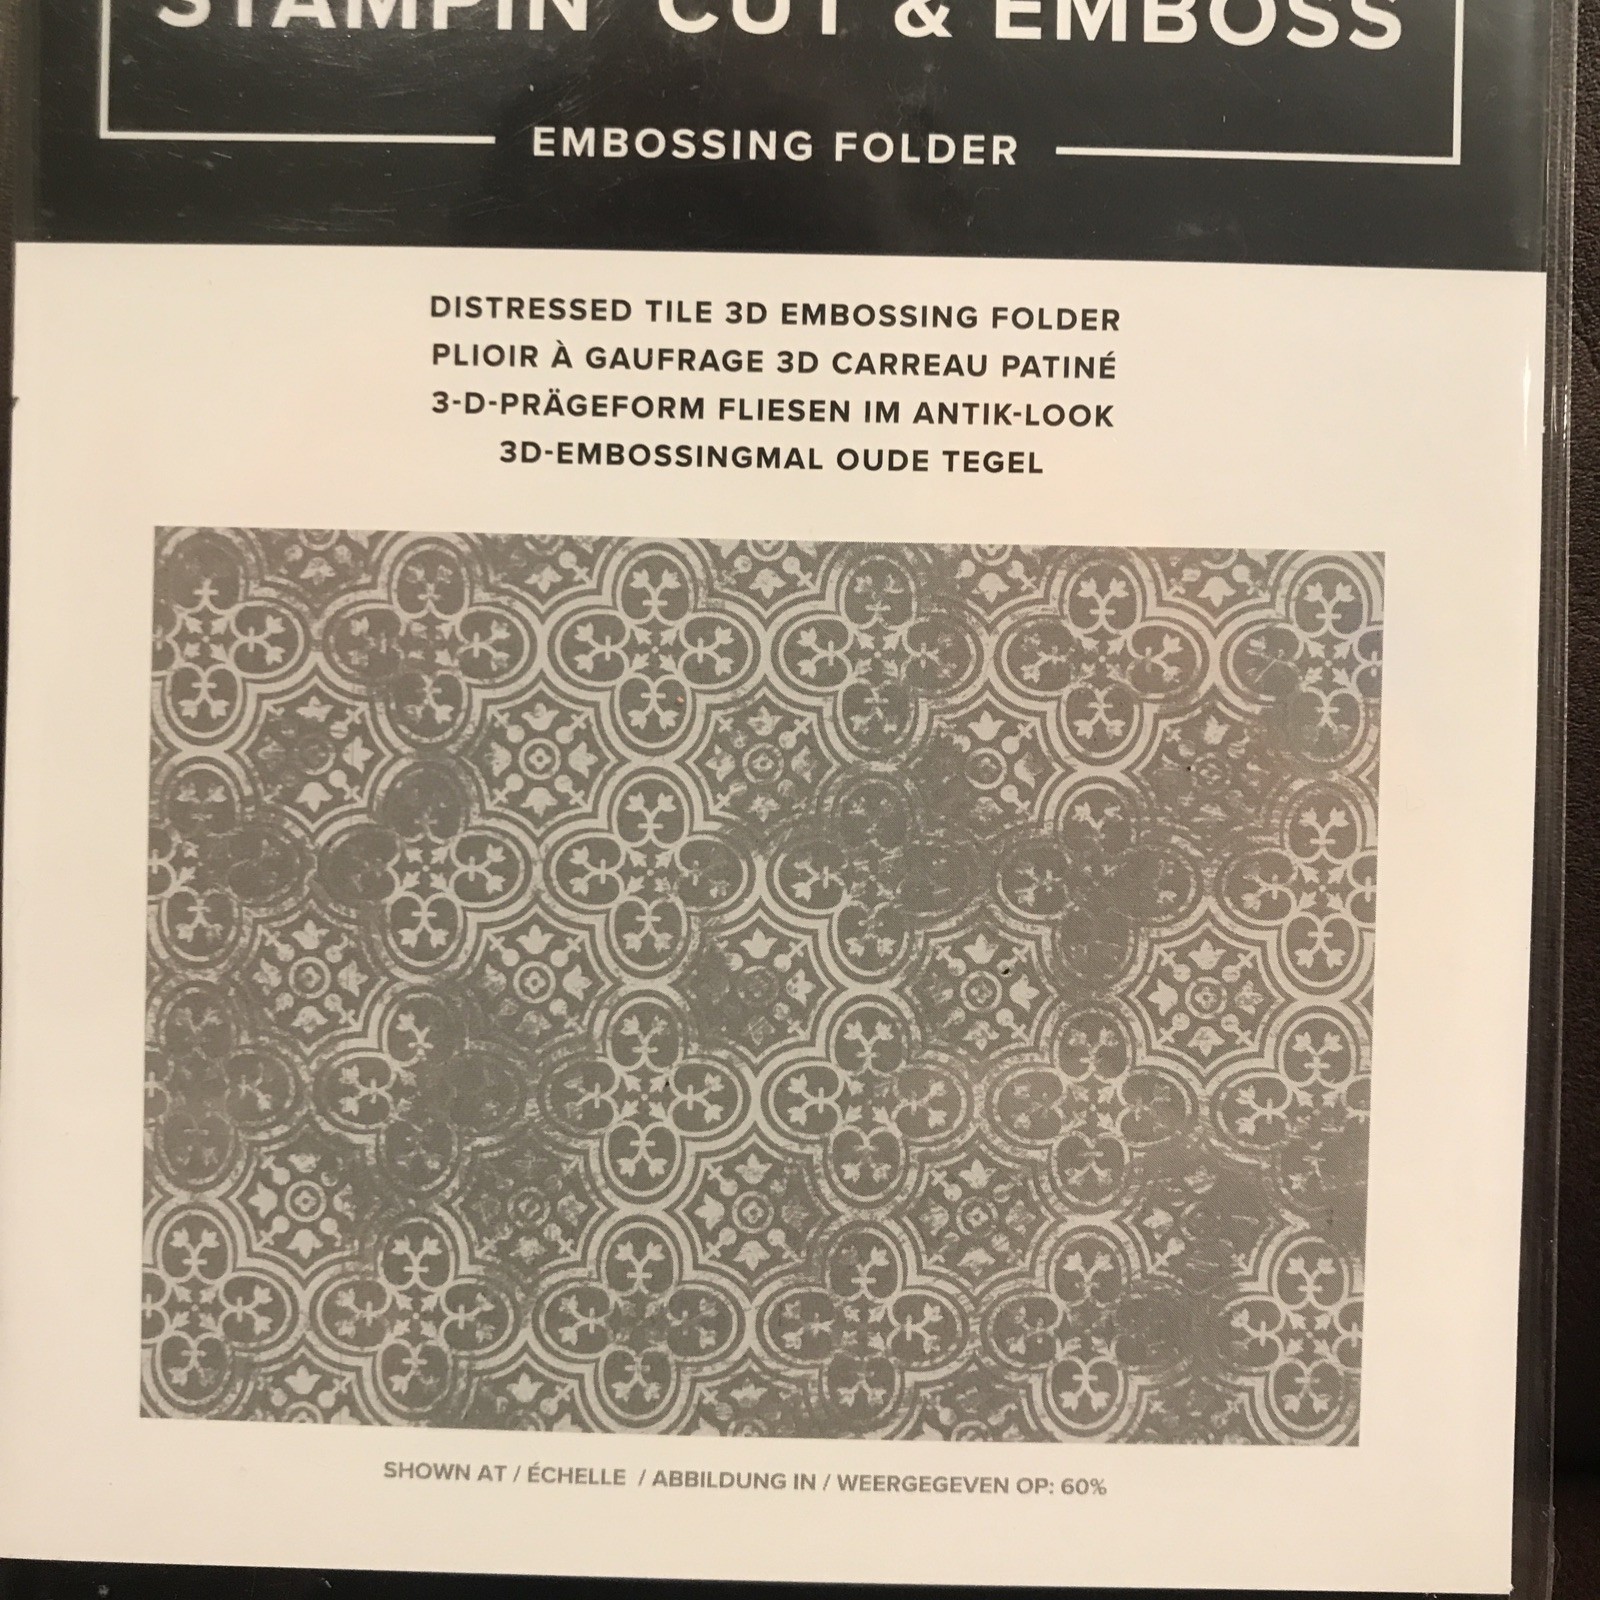 STAMPIN' CUT & EMBOSS
EMBOSSING FOLDER
DISTRESSED TILE 3D EMBOSSING FOLDER
PLIOIR À GAUFRAGE 3D CARREAU PATINÉ
3-D-PRÄGEFORM FLIESEN IM ANTIK-LOOK
3D-EMBOSSINGMAL OUDE TEGEL
SHOWN AT / ÉCHELLE / ABBILDUNG IN / WEERGEGEVEN OP: 60%